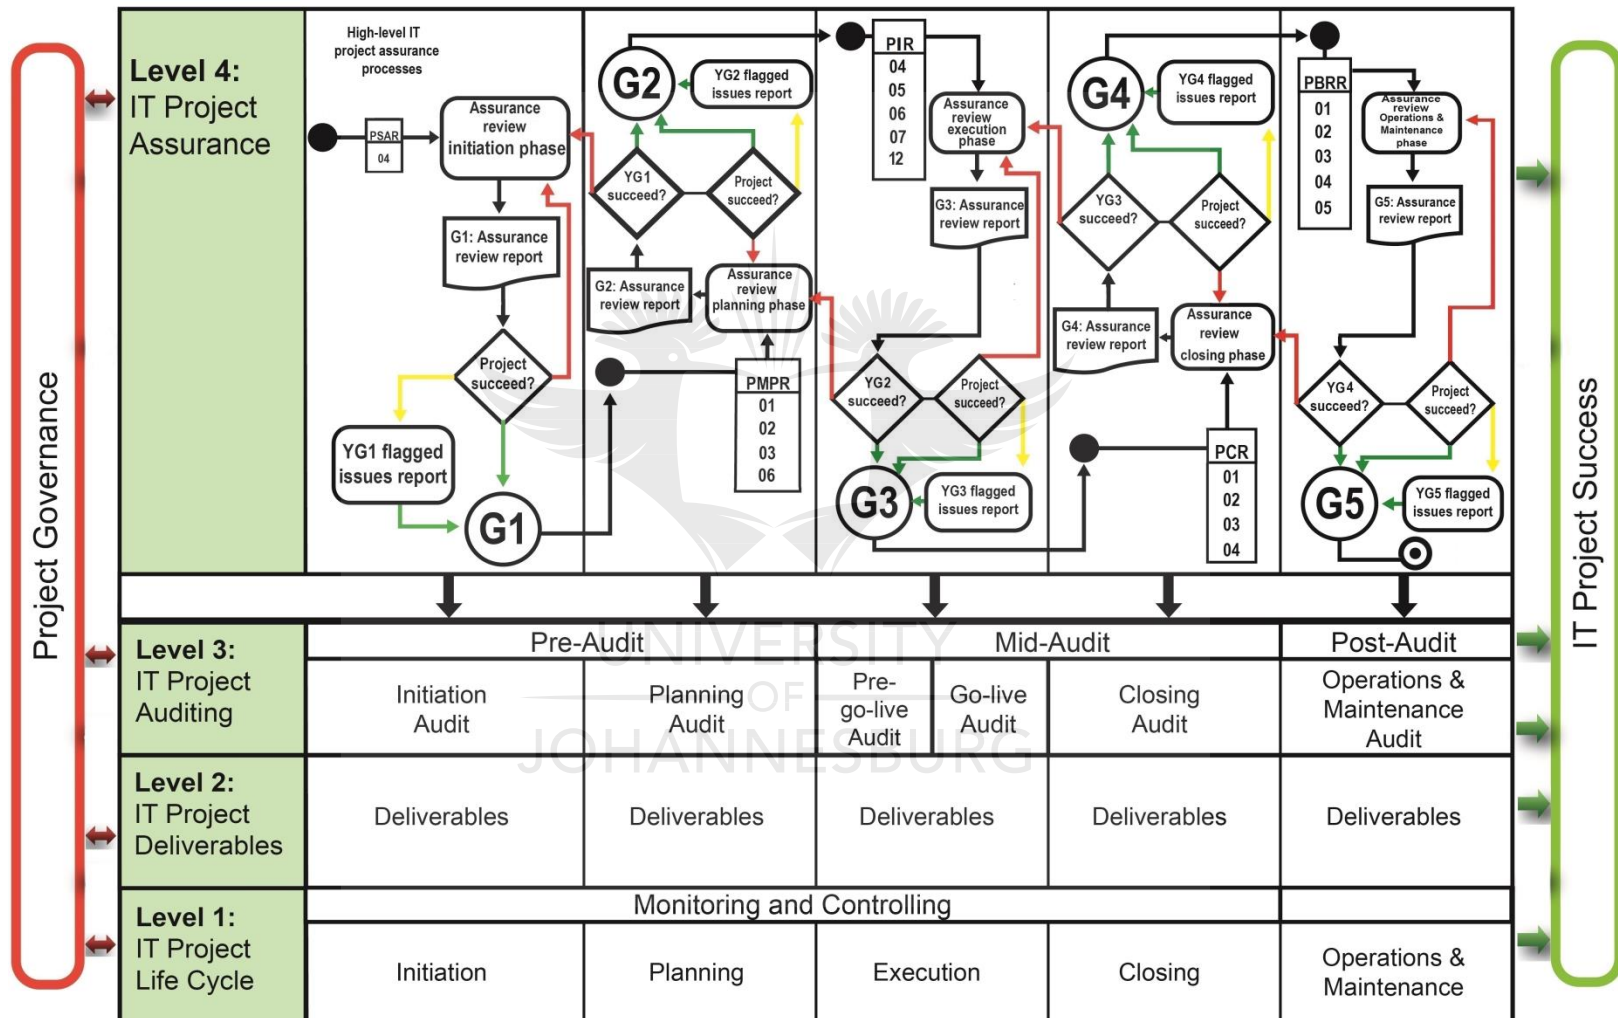 Project Governance
Level 4:
IT Project
Assurance
High-level IT
project assurance
processes
PSAR
04
Assurance
review
initiation phase
G1: Assurance
review report
Project
succeed?
YG1 flagged
issues report
G1
G2
YG2 flagged
issues report
YG1
succeed?
Project
succeed?
G2: Assurance
review report
Assurance
review
planning phase
PMPR
01
02
03
06
PIR
04
05
06
07
12
Assurance
review
execution
phase
G3: Assurance
review report
YG2
succeed?
Project
succeed?
G3
YG3 flagged
issues report
G4
YG4 flagged
issues report
YG3
succeed?
Project
succeed?
G4: Assurance
review report
Assurance
review
closing phase
PCR
01
02
03
04
PBRR
01
02
03
04
05
Assurance
review
Operations &
Maintenance
phase
G5: Assurance
review report
YG4
succeed?
Project
succeed?
G5
YG5 flagged
issues report
Level 3:
IT Project
Auditing
Pre-Audit
Mid-Audit
Post-Audit
Initiation
Audit
Planning
Audit
Pre-
go-live
Audit
Go-live
Audit
Closing
Audit
Operations &
Maintenance
Audit
UNIVERSITY
OF
JOHANNESBURG
Level 2:
IT Project
Deliverables
Deliverables
Deliverables
Deliverables
Deliverables
Deliverables
Level 1:
IT Project
Life Cycle
Monitoring and Controlling
Initiation
Planning
Execution
Closing
Operations &
Maintenance
IT Project Success